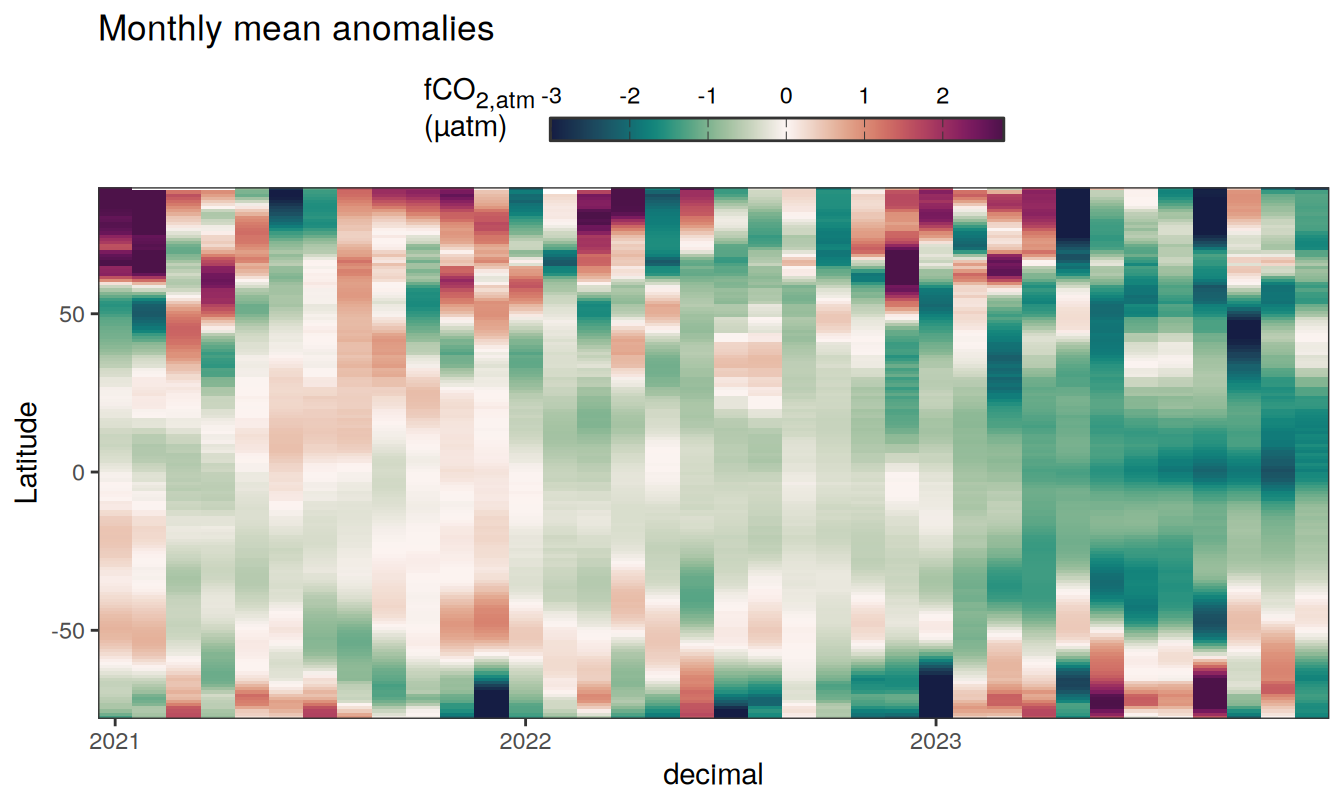 Monthly mean anomalies
fCO2,atm
(µatm)
-3 -2 -1 0 1 2
Latitude
50
0
-50
2021 2022 2023
decimal